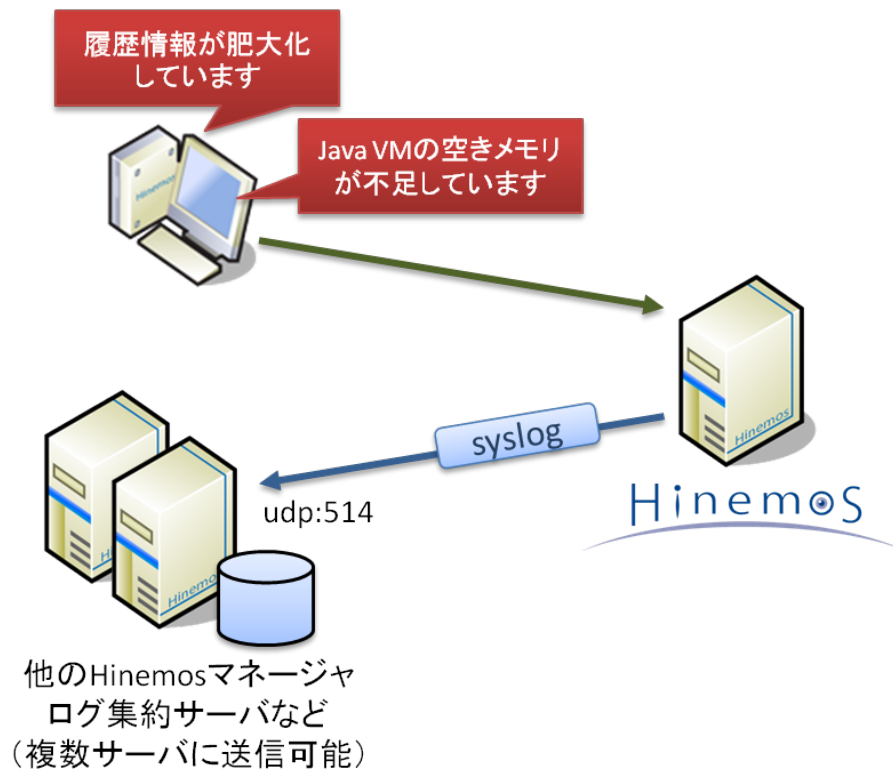 履歴情報が肥大化
しています
Java VMの空きメモリ
が不足しています
Hinemos
Hinemos
syslog
Hinemos
udp:514
Hinemos
他のHinemosマネージャ
ログ集約サーバなど
（複数サーバに送信可能）